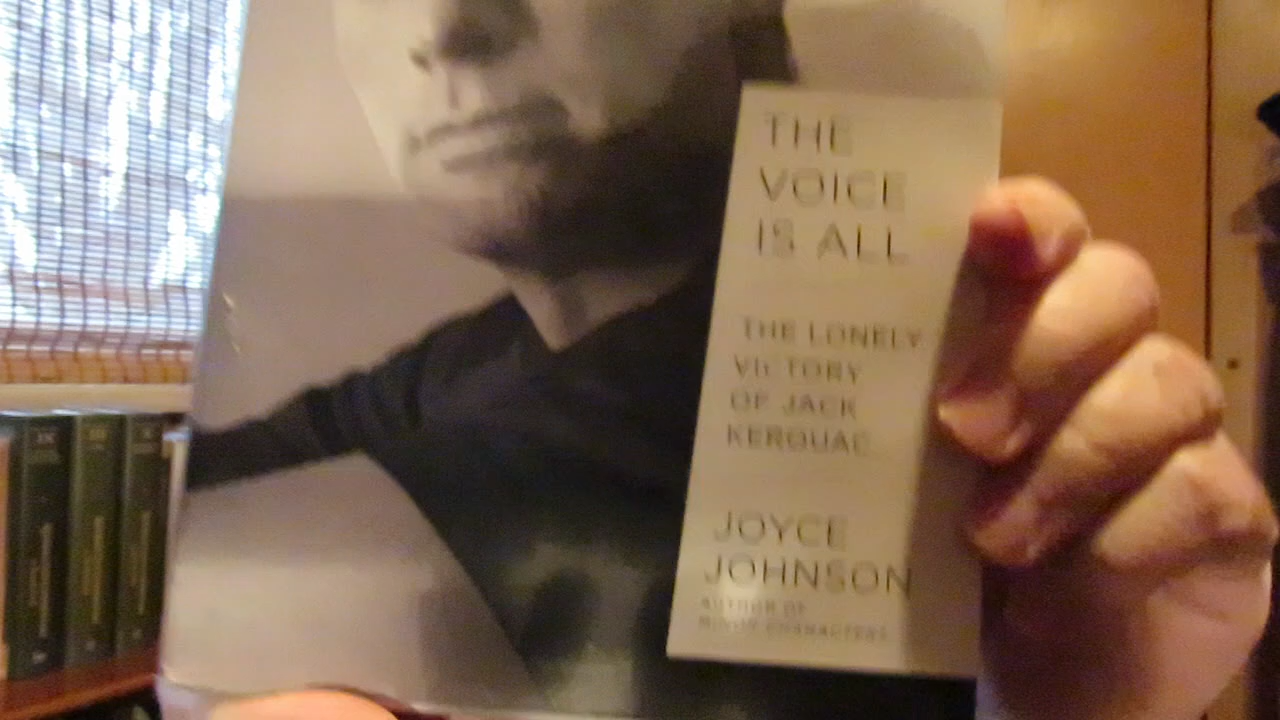 THE
VOICE
IS ALL
THE LONELY
VICTORY
OF JACK
KEROUAC
JOYCE
JOHNSON
AUTHOR OF
MINOR CHARACTERS